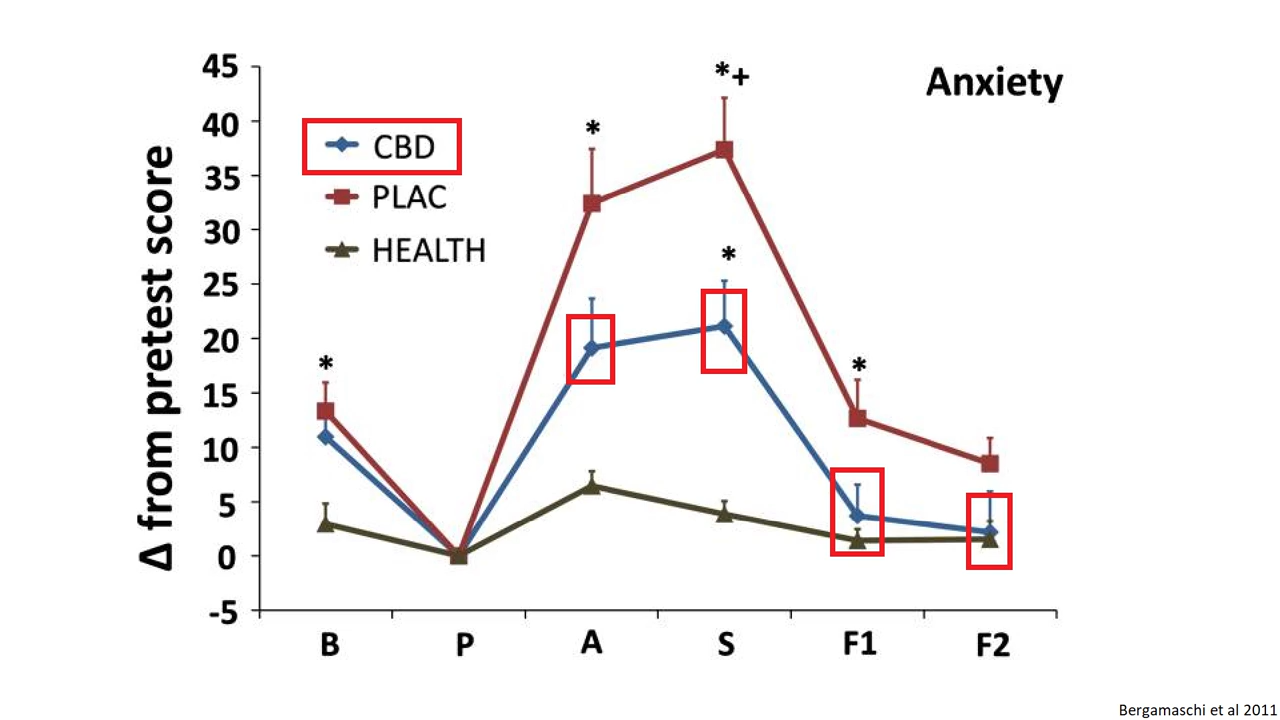 Anxiety
Δ from pretest score
45
40
35
30
25
20
15
10
5
0
-5
CBD
PLAC
HEALTH
*
*
*+
*
*
B P A S F1 F2
Bergamaschi et al 2011